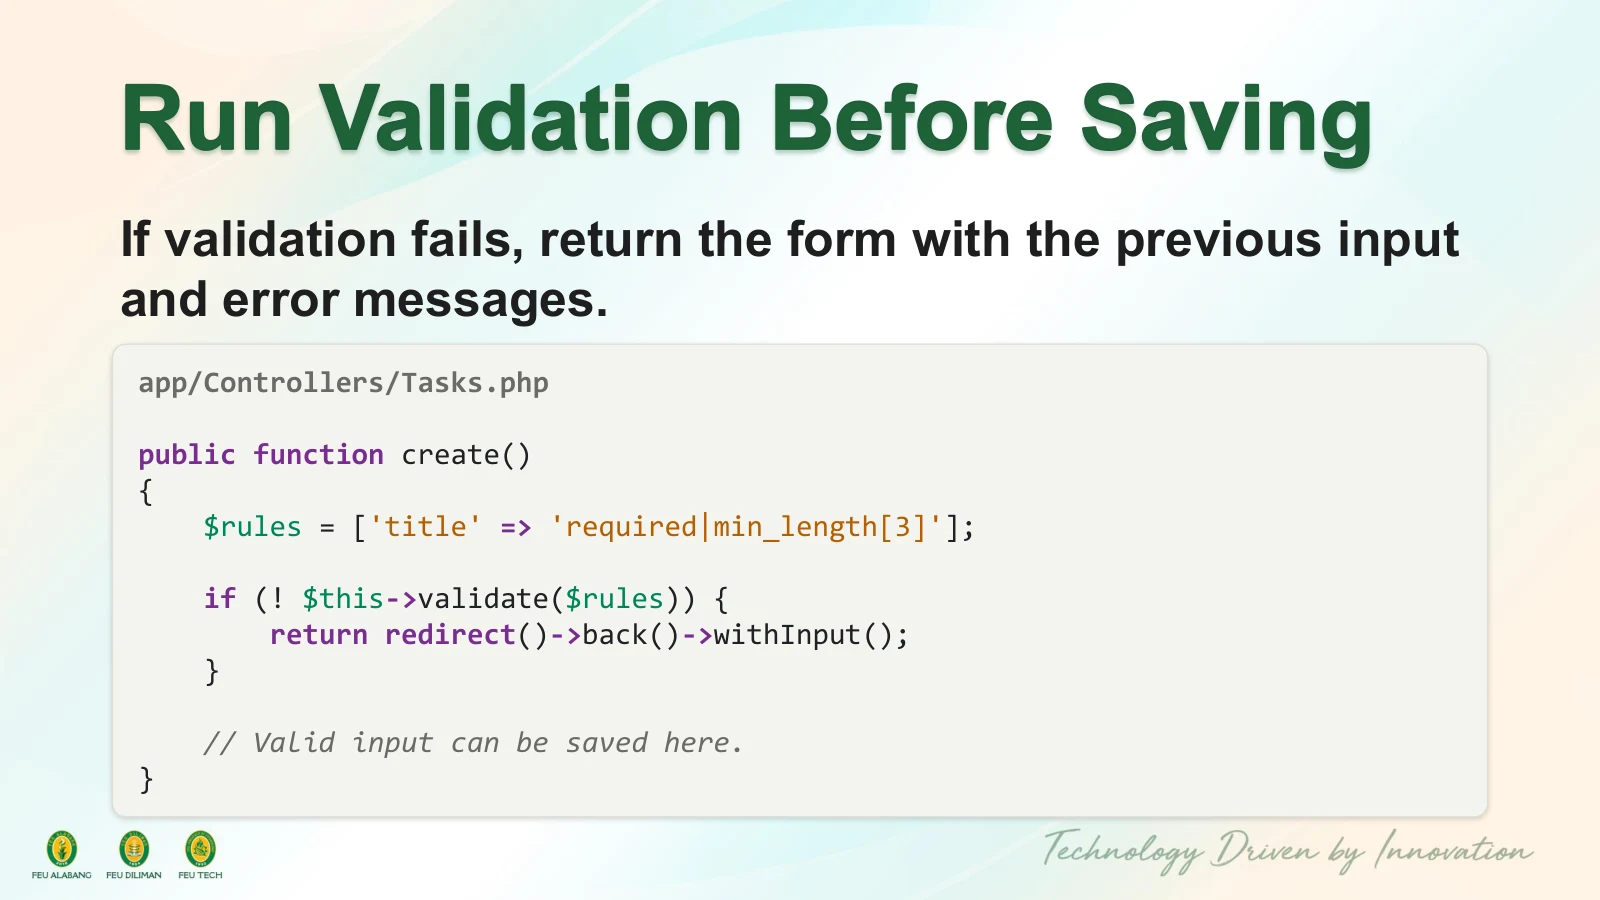 Run Validation Before Saving
If validation fails, return the form with the previous input
and error messages.
app/Controllers/Tasks.php
public function create()
{
    $rules = ['title' => 'required|min_length[3]'];
    if (! $this->validate($rules)) {
        return redirect()->back()->withInput();
    }
    // Valid input can be saved here.
}
FEU ALABANG FEU DILIMAN FEU TECH
Technology Driven by Innovation